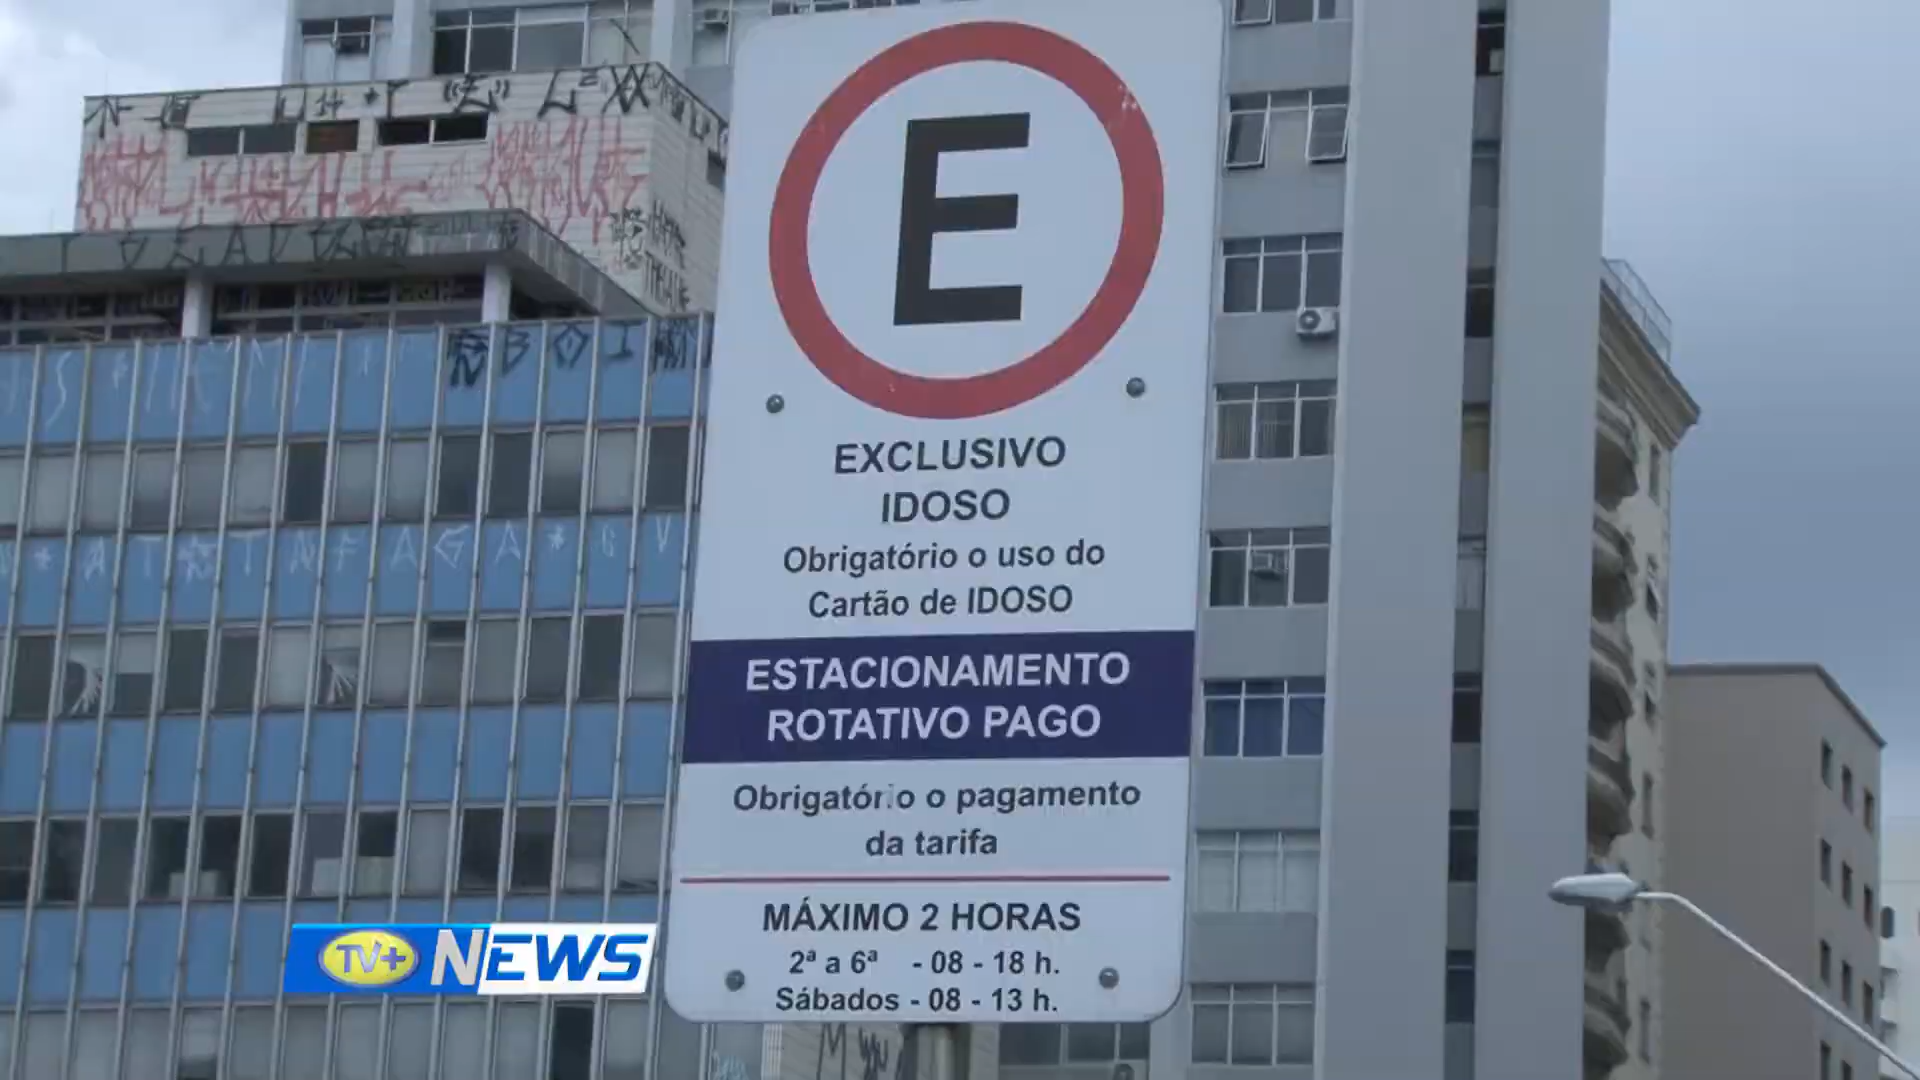 E
EXCLUSIVO
IDOSO
Obrigatório o uso do
Cartão de IDOSO
ESTACIONAMENTO
ROTATIVO PAGO
Obrigatório o pagamento
da tarifa
MÁXIMO 2 HORAS
2ª a 6ª - 08 - 18 h.
Sábados - 08 - 13 h.
TV+ NEWS